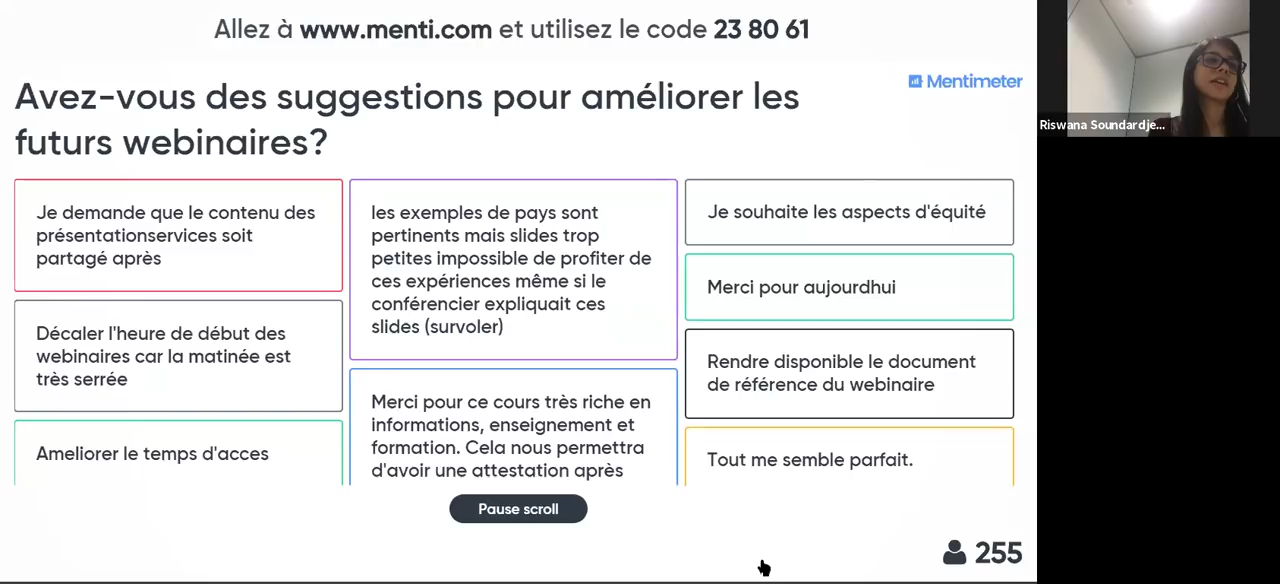 Allez à www.menti.com et utilisez le code 23 80 61
Mentimeter
Avez-vous des suggestions pour améliorer les
futurs webinaires?
Je demande que le contenu des
présentationservices soit
partagé après
Décaler l'heure de début des
webinaires car la matinée est
très serrée
Ameliorer le temps d'acces
les exemples de pays sont
pertinents mais slides trop
petites impossible de profiter de
ces expériences même si le
conférencier expliquait ces
slides (survoler)
Merci pour ce cours très riche en
informations, enseignement et
formation. Cela nous permettra
d'avoir une attestation après
Je souhaite les aspects d'équité
Merci pour aujourdhui
Rendre disponible le document
de référence du webinaire
Tout me semble parfait.
Pause scroll
255
Riswana Soundardje...